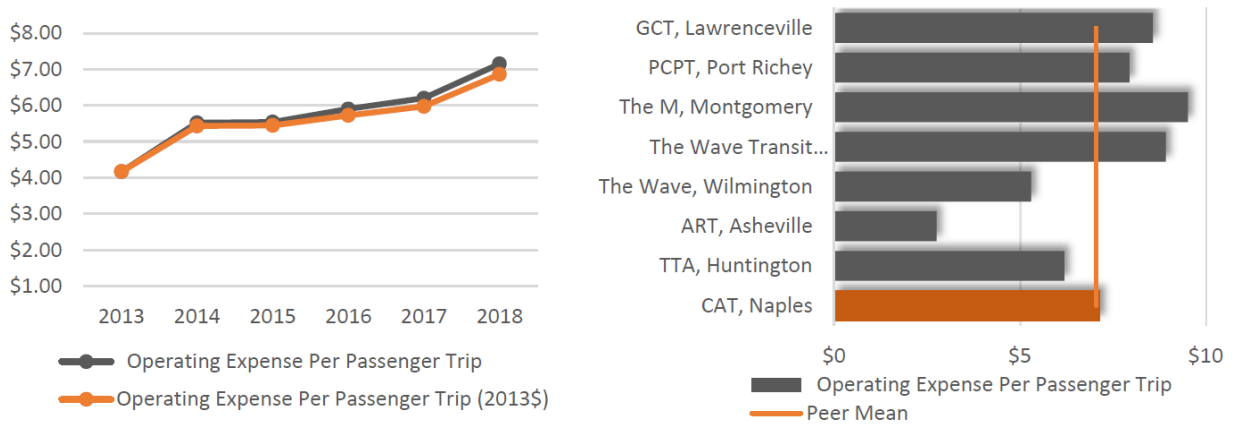 $8.00
$7.00
$6.00
$5.00
$4.00
$3.00
$2.00
$1.00
2013 2014 2015 2016 2017 2018
Operating Expense Per Passenger Trip
Operating Expense Per Passenger Trip (2013$)
GCT, Lawrenceville
PCPT, Port Richey
The M, Montgomery
The Wave Transit...
The Wave, Wilmington
ART, Asheville
TTA, Huntington
CAT, Naples
$0 $5 $10
Operating Expense Per Passenger Trip
Peer Mean